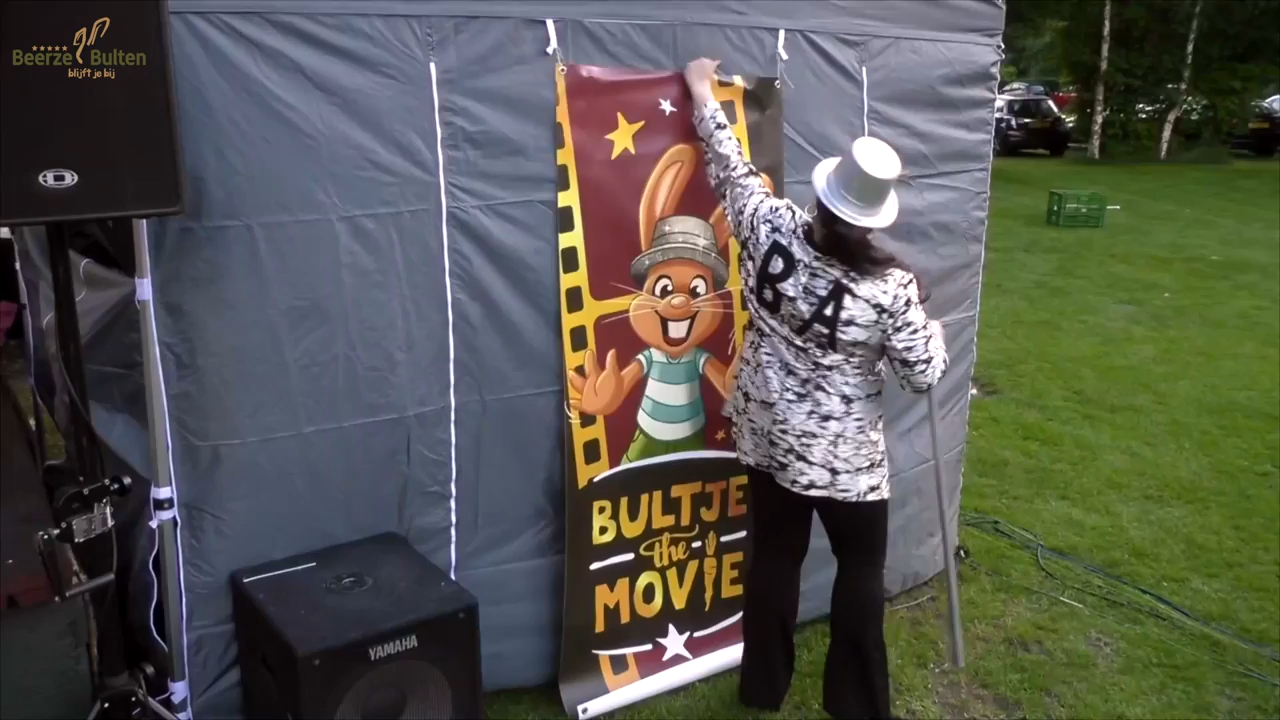 Beerze Bulten
blijft je bij
BA
BULTJE
the
MOVIE
YAMAHA